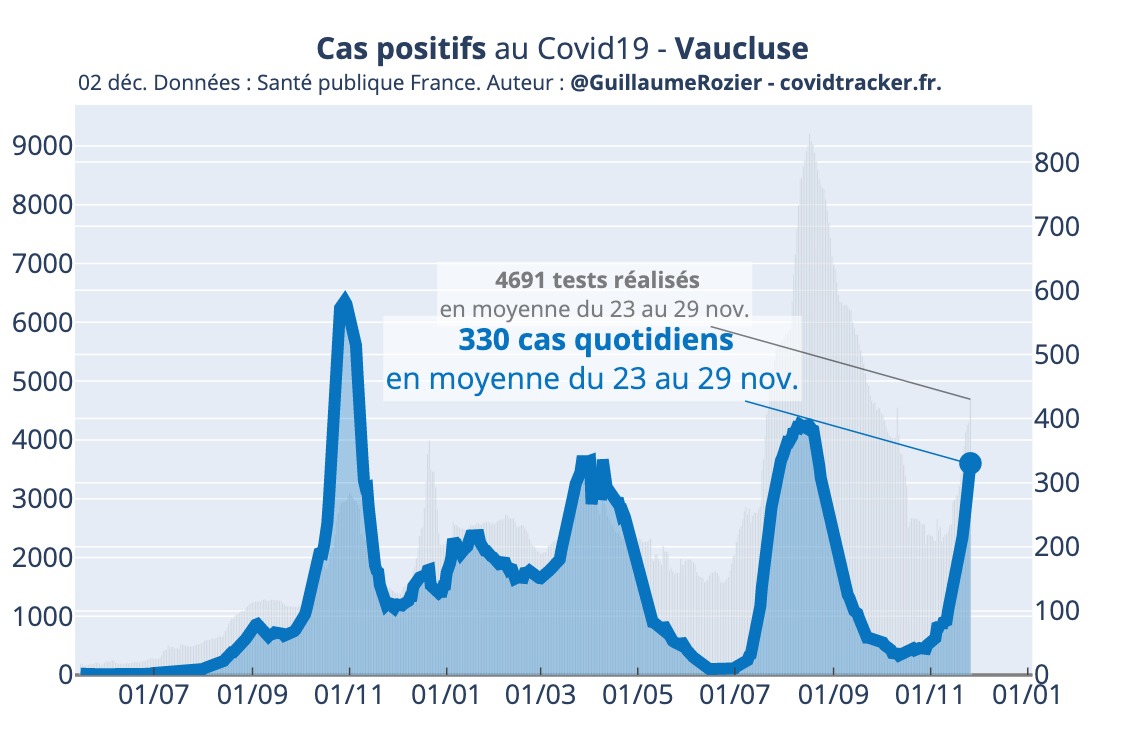 Cas positifs au Covid19 - Vaucluse
02 déc. Données : Santé publique France. Auteur : @GuillaumeRozier - covidtracker.fr.
9000
8000
7000
6000
5000
4000
3000
2000
1000
0
800
700
600
500
400
300
200
100
0
4691 tests réalisés
en moyenne du 23 au 29 nov.
330 cas quotidiens
en moyenne du 23 au 29 nov.
01/07 01/09 01/11 01/01 01/03 01/05 01/07 01/09 01/11 01/01